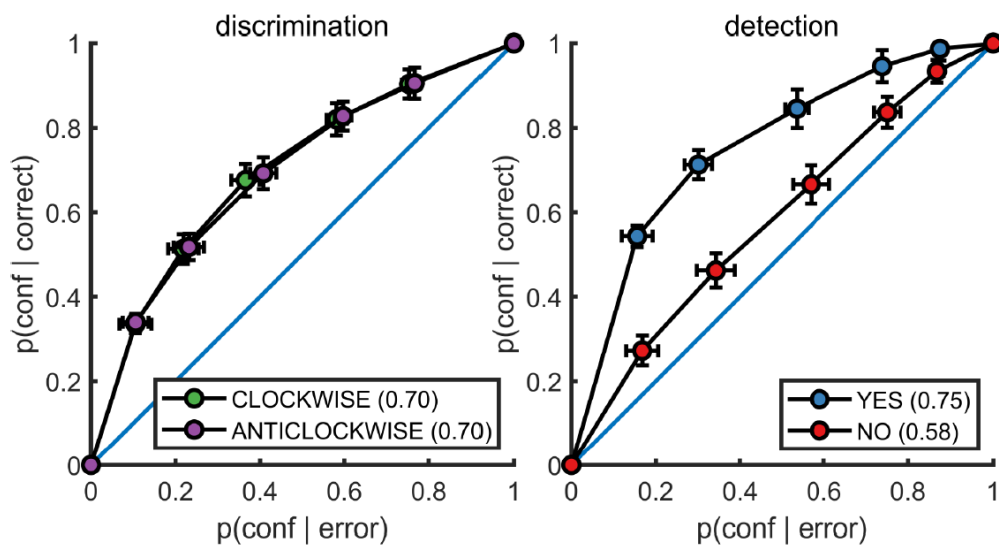 discrimination
p(conf | correct)
1
0.8
0.6
0.4
0.2
0
0 0.2 0.4 0.6 0.8 1
p(conf | error)
CLOCKWISE (0.70)
ANTICLOCKWISE (0.70)
detection
p(conf | correct)
1
0.8
0.6
0.4
0.2
0
0 0.2 0.4 0.6 0.8 1
p(conf | error)
YES (0.75)
NO (0.58)